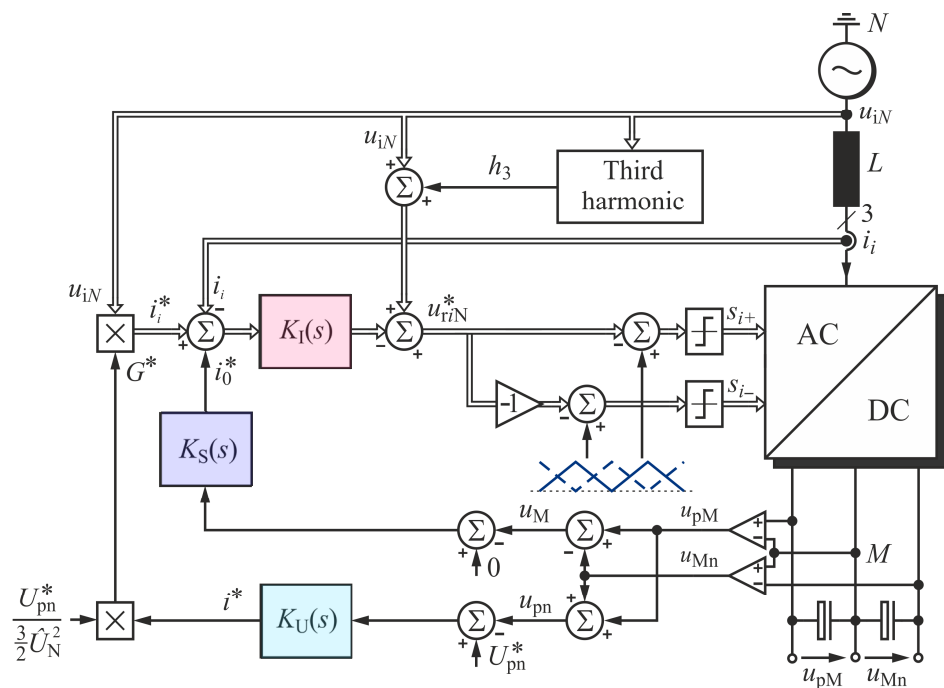 N
u_iN
u_iN
Third
harmonic
h_3
Σ
+
+
L
3
i_i
u_iN
i_i^*
i_i
×
Σ
−
+
K_I(s)
Σ
+
−
+
u_riN^*
Σ
−
+
s_i+
AC
DC
G^*
i_0^*
-1
Σ
−
+
s_i−
K_S(s)
u_M
Σ
−
+
0
Σ
+
−
u_pM
+
−
u_Mn
+
−
M
U_pn^*
3/2 Û_N^2
×
i^*
K_U(s)
Σ
−
+
U_pn^*
u_pn
Σ
+
+
u_pM
u_Mn